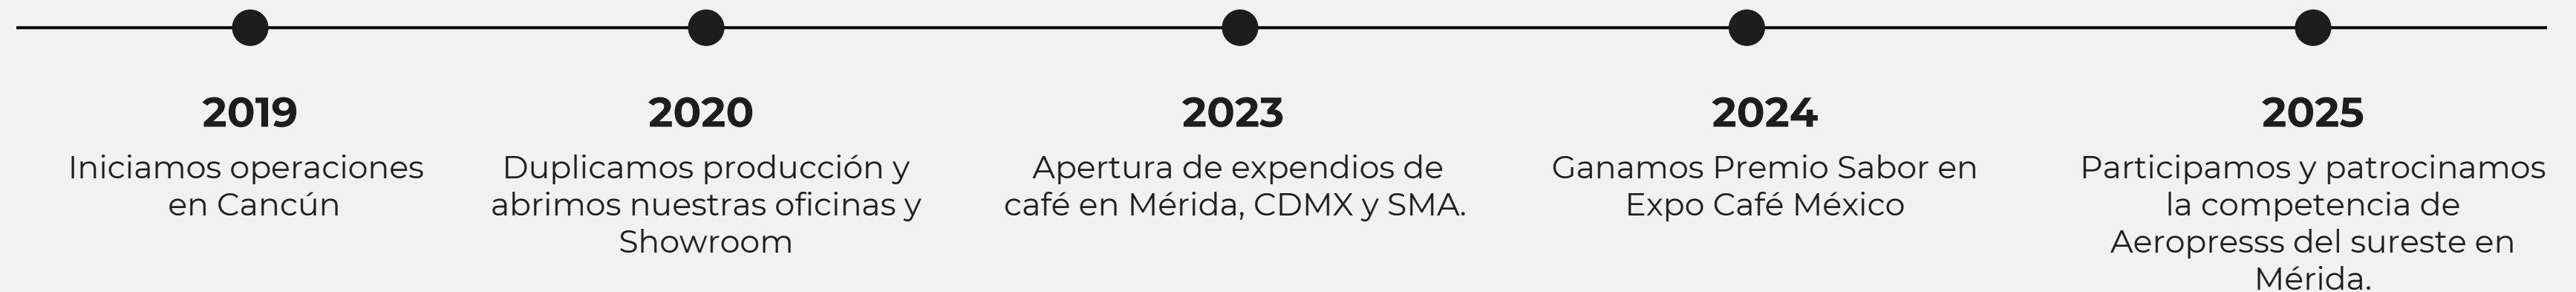 2019
Iniciamos operaciones
en Cancún
2020
Duplicamos producción y
abrimos nuestras oficinas y
Showroom
2023
Apertura de expendios de
café en Mérida, CDMX y SMA.
2024
Ganamos Premio Sabor en
Expo Café México
2025
Participamos y patrocinamos
la competencia de
Aeropresss del sureste en
Mérida.